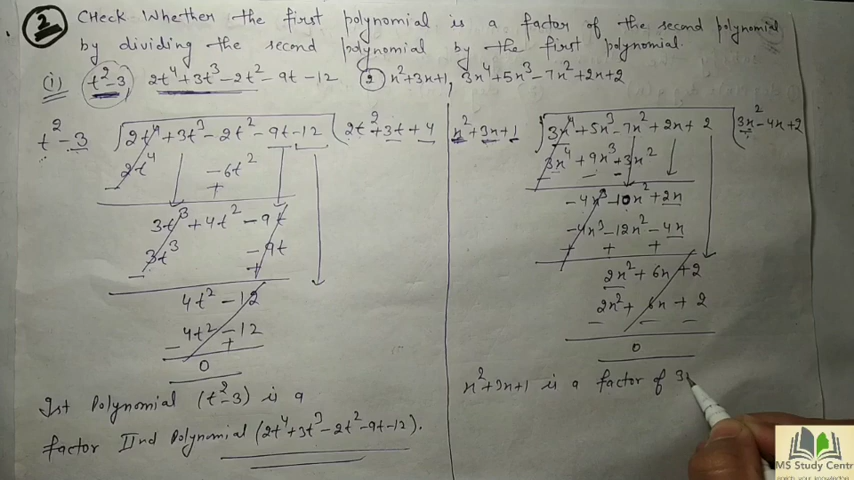 2 Check Whether the first polynomial is a factor of the second polynomial
by dividing the second polynomial by the first polynomial.
(i) t²-3, 2t⁴+3t³-2t²-9t-12 (2) x²+3x+1, 3x⁴+5x³-7x²+2x+2
t²-3 ) 2t⁴+3t³-2t²-9t-12 ( 2t²+3t+4
2t⁴ -6t²
- +
3t³+4t²-9t
3t³ -9t
- +
4t²-12
4t²-12
- +
0
Ist Polynomial (t²-3) is a
factor IInd Polynomial (2t⁴+3t³-2t²-9t-12).
x²+3x+1 ) 3x⁴+5x³-7x²+2x+2 ( 3x²-4x+2
3x⁴+9x³+3x²
- - -
-4x³-10x²+2x
-4x³-12x²-4x
+ + +
2x²+6x+2
2x²+6x+2
- - -
0
x²+3x+1 is a factor of 3x
MS Study Centr